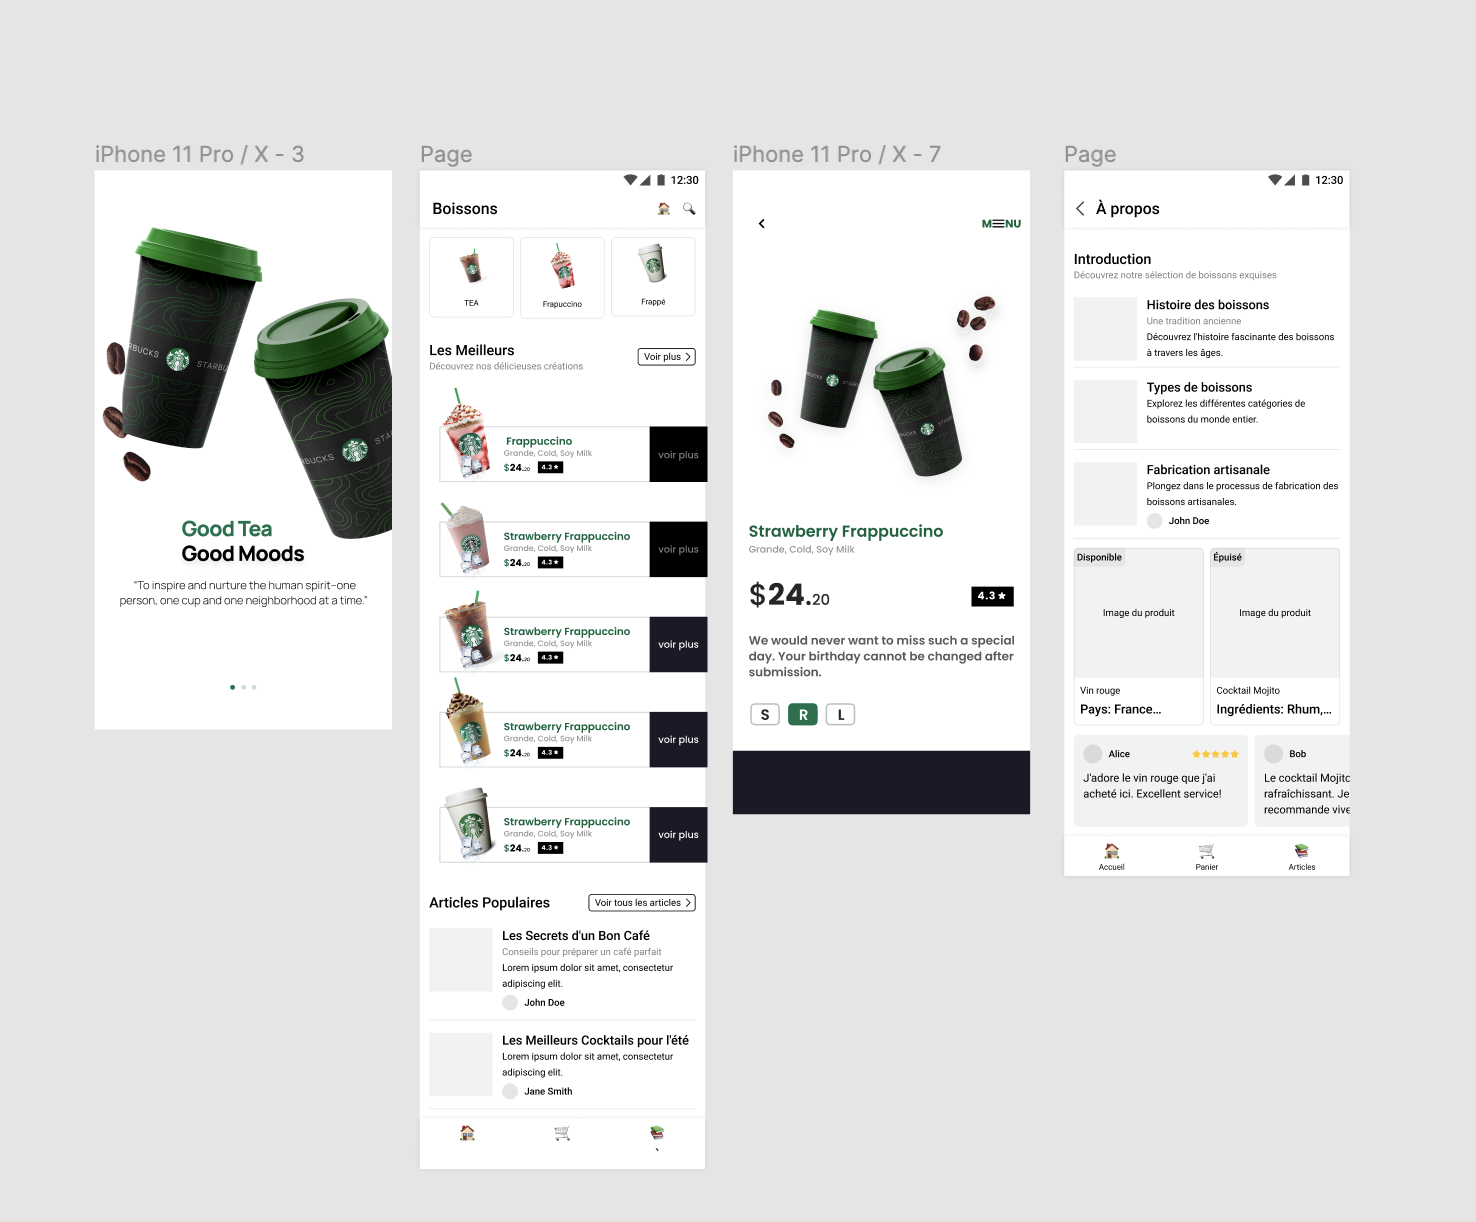 iPhone 11 Pro / X - 3
RBUCKS
STARBU
RBUCKS
STA
Good Tea
Good Moods
"To inspire and nurture the human spirit–one
person, one cup and one neighborhood at a time."
Page
12:30
Boissons
TEA
Frapuccino
Frappé
Les Meilleurs
Voir plus
Découvrez nos délicieuses créations
Frappuccino
Grande, Cold, Soy Milk
$24.20 4.3
voir plus
Strawberry Frappuccino
Grande, Cold, Soy Milk
$24.20 4.3
voir plus
Strawberry Frappuccino
Grande, Cold, Soy Milk
$24.20 4.3
voir plus
Strawberry Frappuccino
Grande, Cold, Soy Milk
$24.20 4.3
voir plus
Strawberry Frappuccino
Grande, Cold, Soy Milk
$24.20 4.3
voir plus
Articles Populaires
Voir tous les articles
Les Secrets d'un Bon Café
Conseils pour préparer un café parfait
Lorem ipsum dolor sit amet, consectetur
adipiscing elit.
John Doe
Les Meilleurs Cocktails pour l'été
Lorem ipsum dolor sit amet, consectetur
adipiscing elit.
Jane Smith
iPhone 11 Pro / X - 7
MENU
Strawberry Frappuccino
Grande, Cold, Soy Milk
$24.20
4.3
We would never want to miss such a special
day. Your birthday cannot be changed after
submission.
S R L
Page
12:30
À propos
Introduction
Découvrez notre sélection de boissons exquises
Histoire des boissons
Une tradition ancienne
Découvrez l'histoire fascinante des boissons
à travers les âges.
Types de boissons
Explorez les différentes catégories de
boissons du monde entier.
Fabrication artisanale
Plongez dans le processus de fabrication des
boissons artisanales.
John Doe
Disponible
Image du produit
Vin rouge
Pays: France...
Épuisé
Image du produit
Cocktail Mojito
Ingrédients: Rhum,...
Alice
J'adore le vin rouge que j'ai
acheté ici. Excellent service!
Bob
Le cocktail Mojito
rafraîchissant. Je
recommande vive
Accueil
Panier
Articles